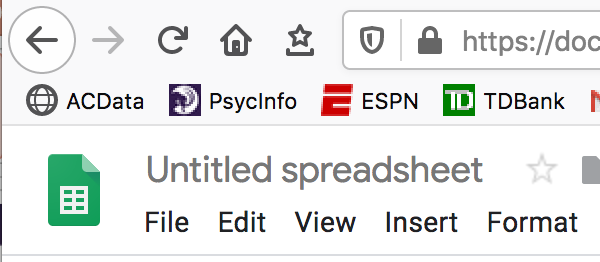 https://doc
ACData PsycInfo ESPN TDBank
Untitled spreadsheet
File Edit View Insert Format